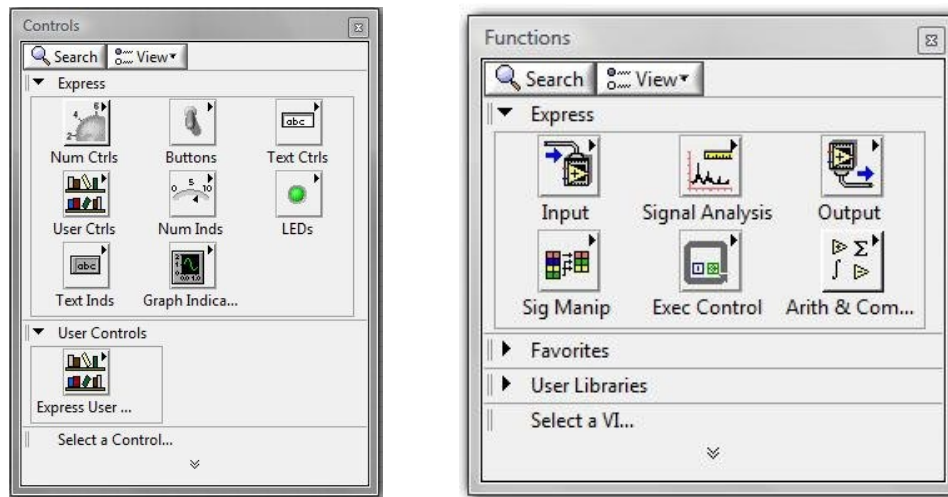 Controls
Search View
Express
Num Ctrls Buttons Text Ctrls
User Ctrls Num Inds LEDs
Text Inds Graph Indica...
User Controls
Express User ...
Select a Control...
Functions
Search View
Express
Input Signal Analysis Output
Sig Manip Exec Control Arith & Com...
Favorites
User Libraries
Select a VI...